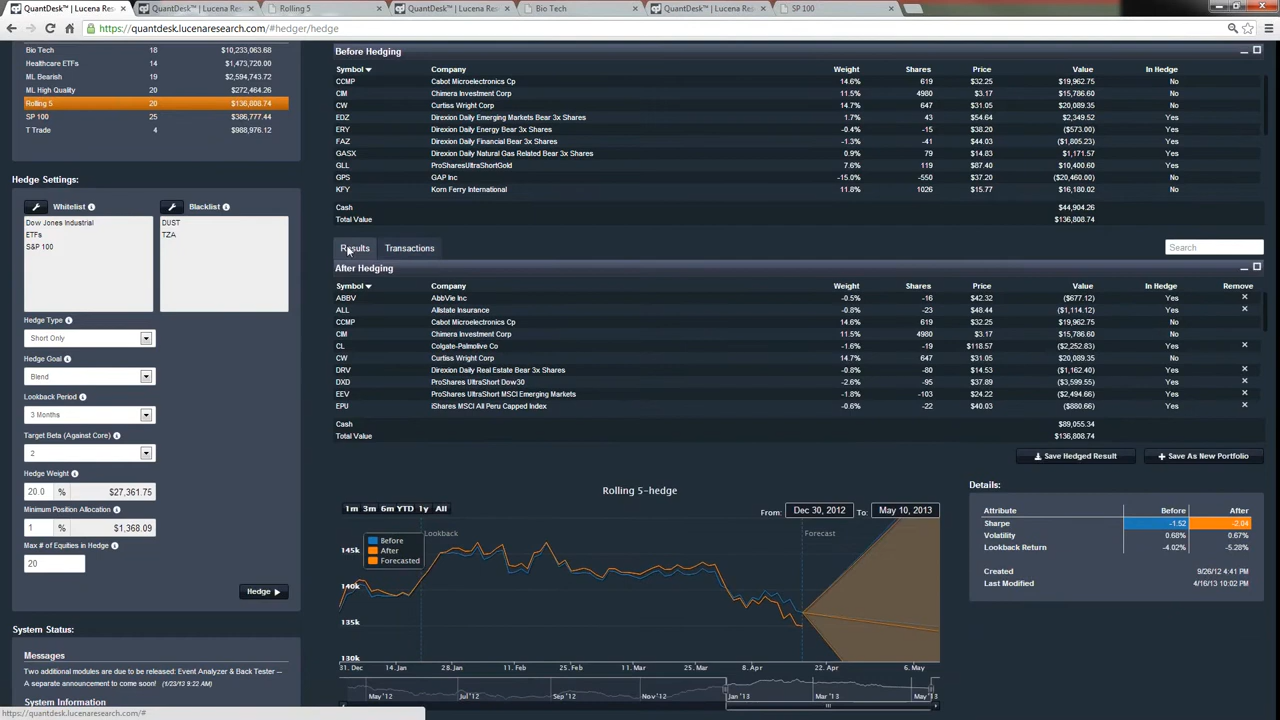 QuantDesk™ | Lucena Rese
QuantDesk™ | Lucena Rese
Rolling 5
QuantDesk™ | Lucena Rese
Bio Tech
QuantDesk™ | Lucena Rese
SP 100
https://quantdesk.lucenaresearch.com/#hedger/hedge
Bio Tech 18 $10,233,063.68
Healthcare ETFs 14 $1,473,720.00
ML Bearish 19 $2,594,743.72
ML High Quality 20 $272,464.26
Rolling 5 20 $136,808.74
SP 100 25 $386,777.44
T Trade 4 $988,976.12
Hedge Settings:
Whitelist Blacklist
Dow Jones Industrial
ETFs
S&P 100
DUST
TZA
Hedge Type
Short Only
Hedge Goal
Blend
Lookback Period
3 Months
Target Beta (Against Core)
2
Hedge Weight
20.0 % $27,361.75
Minimum Position Allocation
1 % $1,368.09
Max # of Equities in Hedge
20
Hedge
System Status:
Messages
Two additional modules are due to be released: Event Analyzer & Back Tester --
A separate announcement to come soon! (1/23/13 9:22 AM)
System Information
https://quantdesk.lucenaresearch.com/#
Before Hedging
Symbol Company Weight Shares Price Value In Hedge
CCMP Cabot Microelectronics Cp 14.6% 619 $32.25 $19,962.75 No
CIM Chimera Investment Corp 11.5% 4980 $3.17 $15,786.60 No
CW Curtiss Wright Corp 14.7% 647 $31.05 $20,089.35 No
EDZ Direxion Daily Emerging Markets Bear 3x Shares 1.7% 43 $54.64 $2,349.52 Yes
ERY Direxion Daily Energy Bear 3x Shares -0.4% -15 $38.20 ($573.00) Yes
FAZ Direxion Daily Financial Bear 3x Shares -1.3% -41 $44.03 ($1,805.23) Yes
GASX Direxion Daily Natural Gas Related Bear 3x Shares 0.9% 79 $14.83 $1,171.57 Yes
GLL ProSharesUltraShortGold 7.6% 119 $87.40 $10,400.60 Yes
GPS GAP Inc -15.0% -550 $37.20 ($20,460.00) No
KFY Korn Ferry International 11.8% 1026 $15.77 $16,180.02 No
Cash $44,904.26
Total Value $136,808.74
Results Transactions Search
After Hedging
Symbol Company Weight Shares Price Value In Hedge Remove
ABBV AbbVie Inc -0.5% -16 $42.32 ($677.12) Yes
ALL Allstate Insurance -0.8% -23 $48.44 ($1,114.12) Yes
CCMP Cabot Microelectronics Cp 14.6% 619 $32.25 $19,962.75 No
CIM Chimera Investment Corp 11.5% 4980 $3.17 $15,786.60 No
CL Colgate-Palmolive Co -1.6% -19 $118.57 ($2,252.83) Yes
CW Curtiss Wright Corp 14.7% 647 $31.05 $20,089.35 No
DRV Direxion Daily Real Estate Bear 3x Shares -0.8% -80 $14.53 ($1,162.40) Yes
DXD ProShares UltraShort Dow30 -2.6% -95 $37.89 ($3,599.55) Yes
EEV ProShares UltraShort MSCI Emerging Markets -1.8% -103 $24.22 ($2,494.66) Yes
EPU iShares MSCI All Peru Capped Index -0.6% -22 $40.03 ($880.66) Yes
Cash $89,055.34
Total Value $136,808.74
Save Hedged Result Save As New Portfolio
Rolling 5-hedge
1m 3m 6m YTD 1y All From: Dec 30, 2012 To: May 10, 2013
Before
After
Forecasted
Lookback
Forecast
145k
140k
135k
130k
31. Dec 14. Jan 28. Jan 11. Feb 25. Feb 11. Mar 25. Mar 8. Apr 22. Apr 6. May
May '12 Jul '12 Sep '12 Nov '12 Jan '13 Mar '13 May '13
Details:
Attribute Before After
Sharpe -1.52 -2.04
Volatility 0.68% 0.67%
Lookback Return -4.02% -5.28%
Created 9/26/12 4:41 PM
Last Modified 4/16/13 10:02 PM